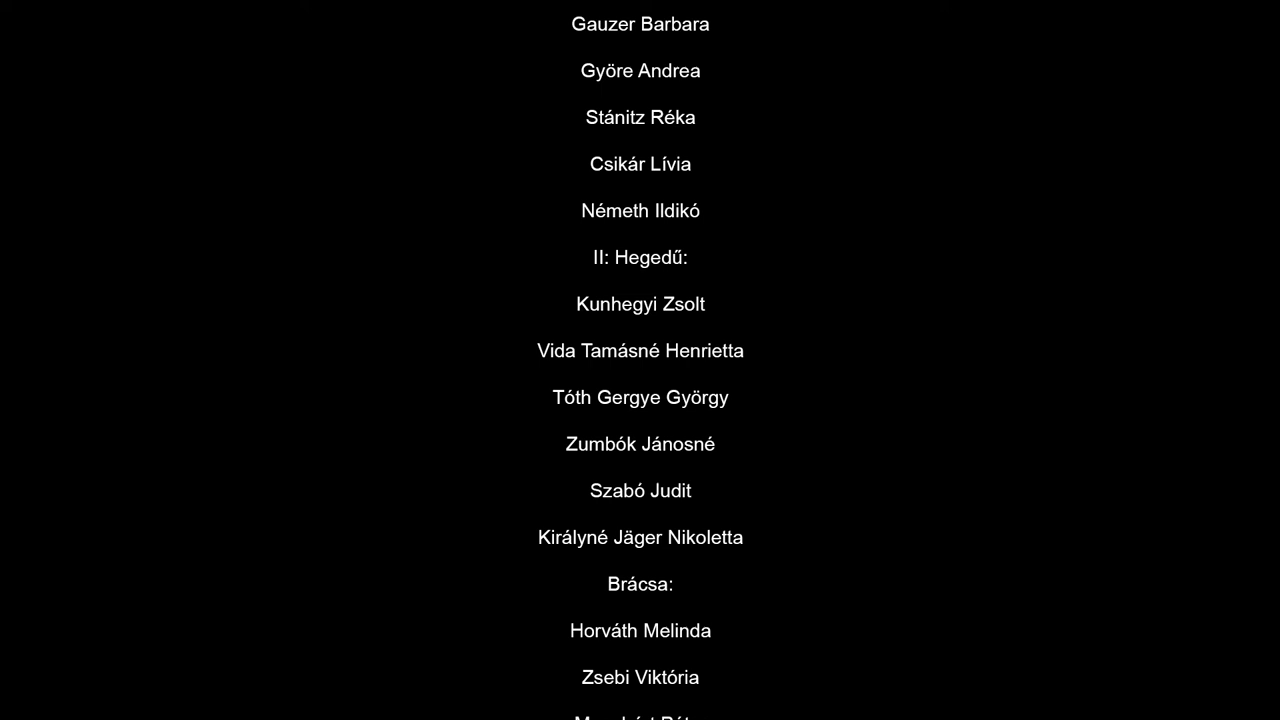 Gauzer Barbara
Györe Andrea
Stánitz Réka
Csikár Lívia
Németh Ildikó
II: Hegedű:
Kunhegyi Zsolt
Vida Tamásné Henrietta
Tóth Gergye György
Zumbók Jánosné
Szabó Judit
Királyné Jäger Nikoletta
Brácsa:
Horváth Melinda
Zsebi Viktória